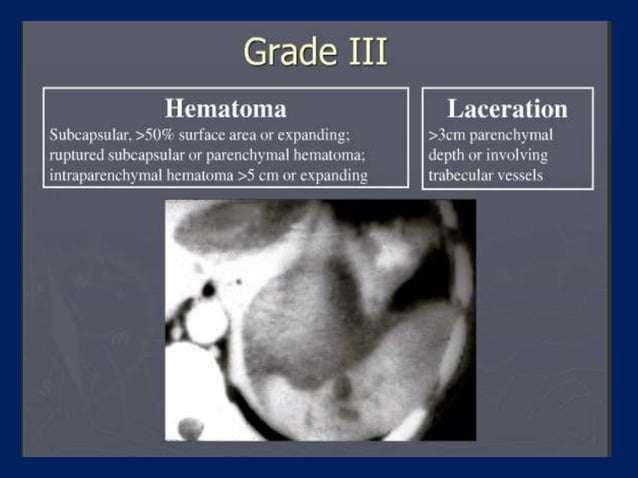 Grade III
Hematoma
Subcapsular, >50% surface area or expanding;
ruptured subcapsular or parenchymal hematoma;
intraparenchymal hematoma >5 cm or expanding
Laceration
>3cm parenchymal
depth or involving
trabecular vessels